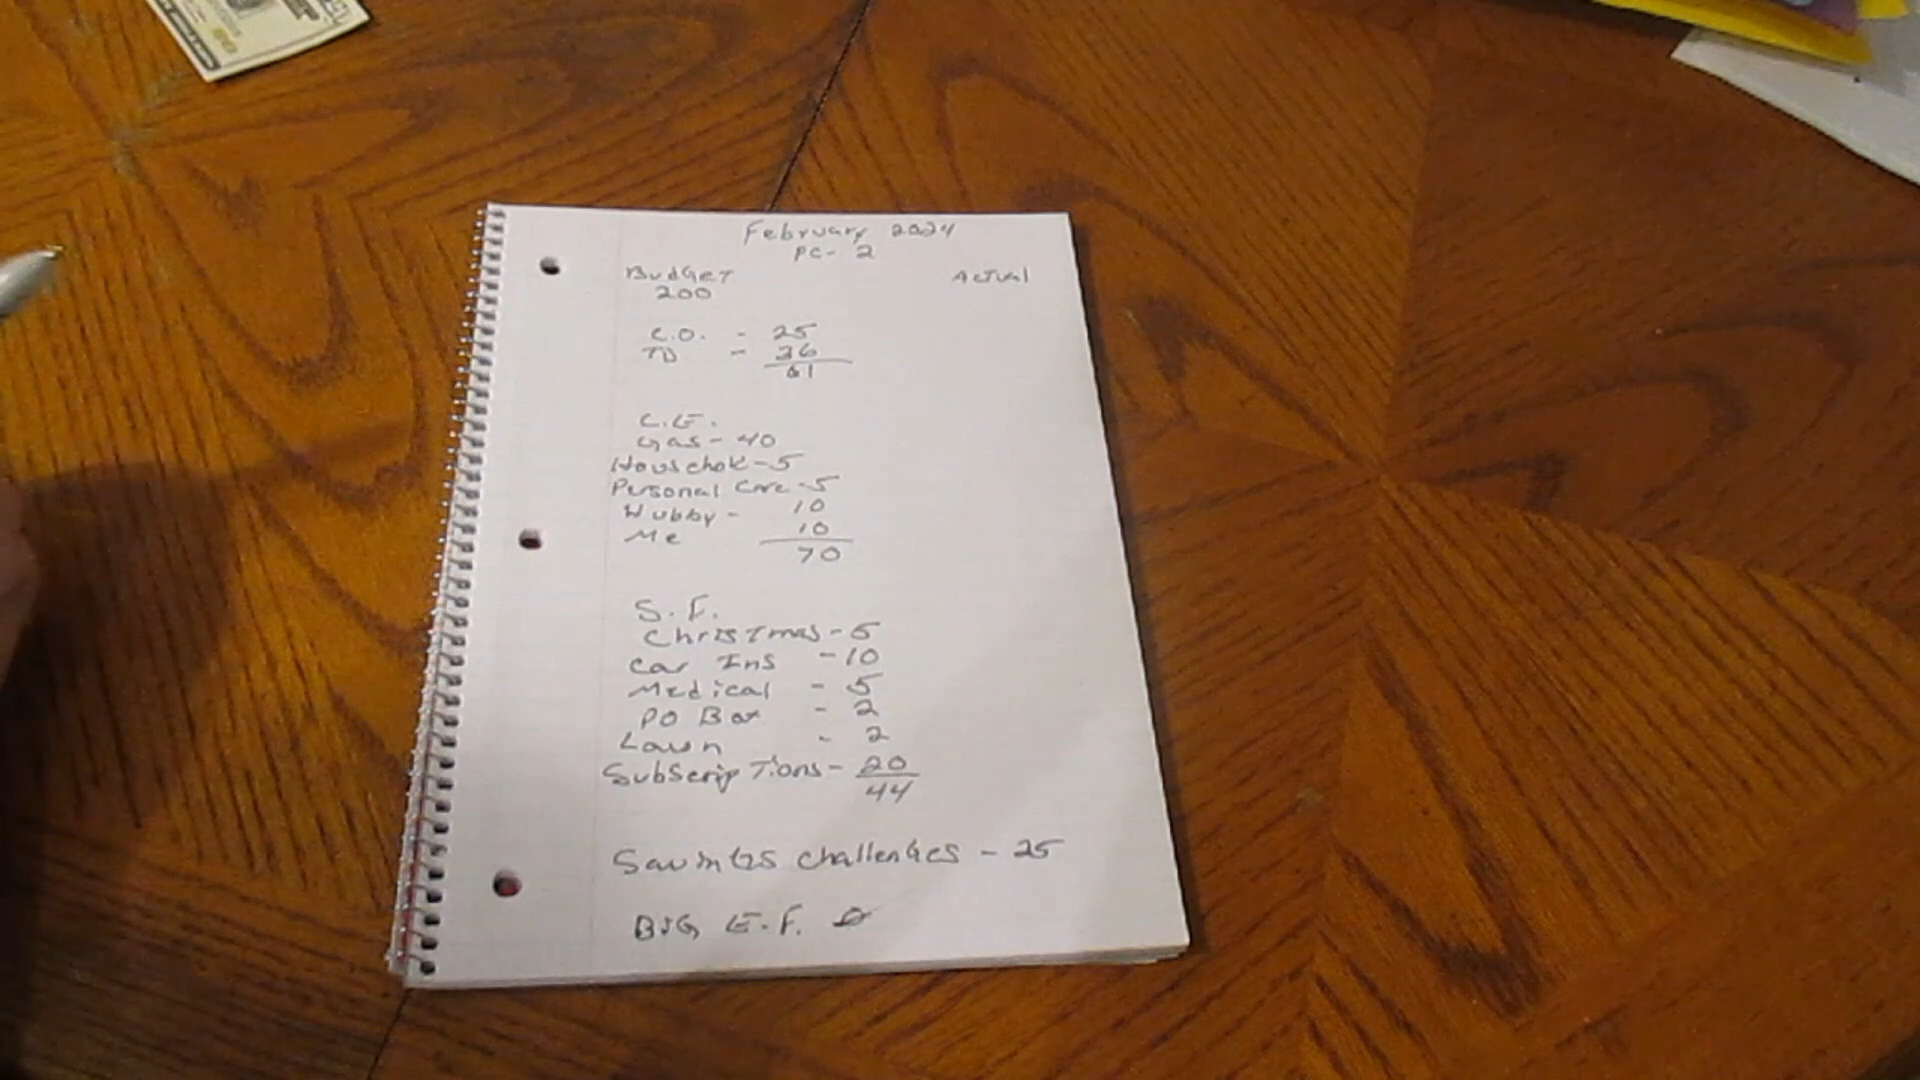 February 2024
PC- 2
Budget Actual
200
C.O. - 25
TD - 36
61
C.E.
Gas - 40
Household - 5
Personal Care - 5
Hubby - 10
Me 10
70
S.F.
Christmas - 5
Car Ins - 10
Medical - 5
PO Box - 2
Lawn - 2
Subscriptions - 20
44
Savings challenges - 25
BIG E.F. 0